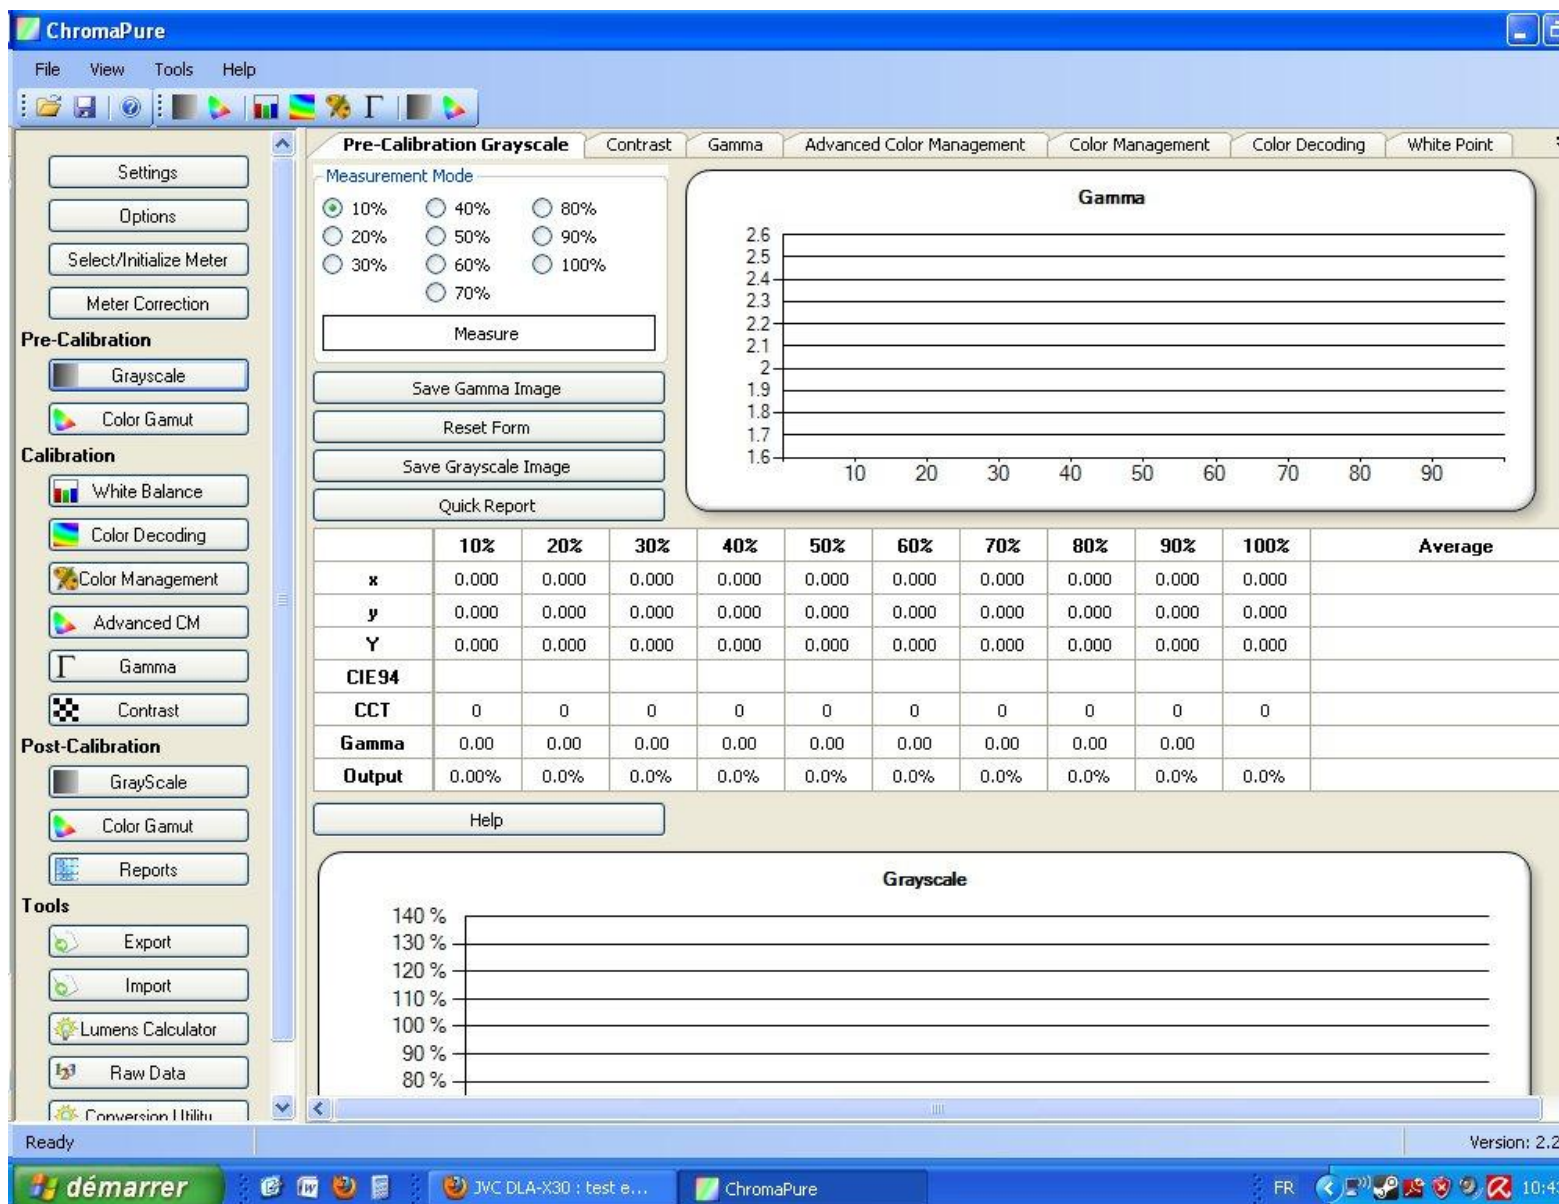 ChromaPure
File View Tools Help
Settings
Options
Select/Initialize Meter
Meter Correction
Pre-Calibration
Grayscale
Color Gamut
Calibration
White Balance
Color Decoding
Color Management
Advanced CM
Γ Gamma
Contrast
Post-Calibration
GrayScale
Color Gamut
Reports
Tools
Export
Import
Lumens Calculator
123 Raw Data
Conversion Utility
Pre-Calibration Grayscale Contrast Gamma Advanced Color Management Color Management Color Decoding White Point
Measurement Mode
10% 40% 80%
20% 50% 90%
30% 60% 100%
70%
Measure
Save Gamma Image
Reset Form
Save Grayscale Image
Quick Report
Gamma
2.6
2.5
2.4
2.3
2.2
2.1
2
1.9
1.8
1.7
1.6
10 20 30 40 50 60 70 80 90
10% 20% 30% 40% 50% 60% 70% 80% 90% 100% Average
x 0.000 0.000 0.000 0.000 0.000 0.000 0.000 0.000 0.000 0.000
y 0.000 0.000 0.000 0.000 0.000 0.000 0.000 0.000 0.000 0.000
Y 0.000 0.000 0.000 0.000 0.000 0.000 0.000 0.000 0.000 0.000
CIE94
CCT 0 0 0 0 0 0 0 0 0 0
Gamma 0.00 0.00 0.00 0.00 0.00 0.00 0.00 0.00 0.00
Output 0.00% 0.0% 0.0% 0.0% 0.0% 0.0% 0.0% 0.0% 0.0% 0.0%
Help
Grayscale
140 %
130 %
120 %
110 %
100 %
90 %
80 %
Ready Version: 2.2
démarrer JVC DLA-X30 : test e... ChromaPure FR